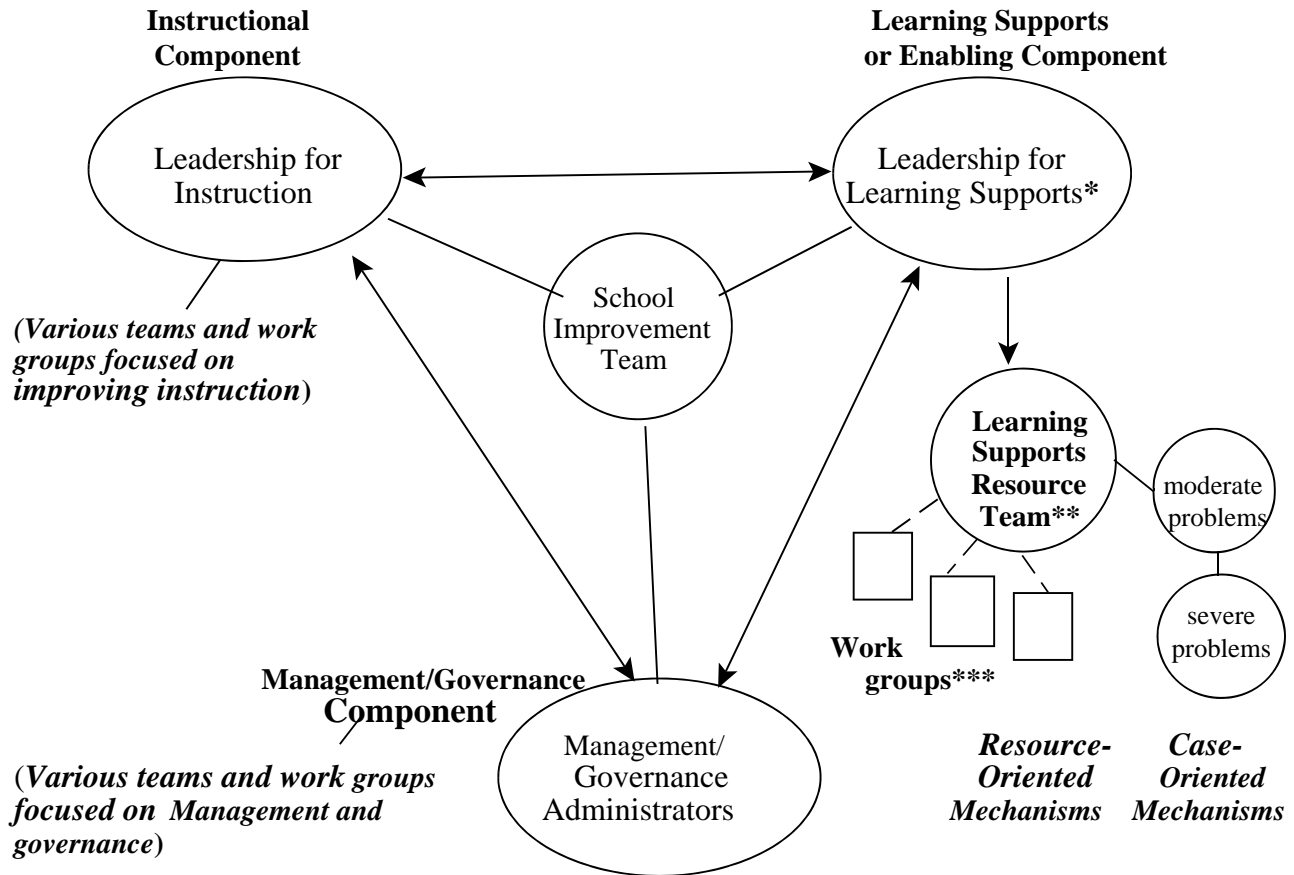 Instructional
Component
Learning Supports
or Enabling Component
Leadership for
Instruction
Leadership for
Learning Supports*
School
Improvement
Team
(Various teams and work
groups focused on
improving instruction)
Learning
Supports
Resource
Team**
moderate
problems
severe
problems
Work
groups***
Management/Governance
Component
Management/
Governance
Administrators
(Various teams and work groups
focused on Management and
governance)
Resource-
Oriented
Mechanisms
Case-
Oriented
Mechanisms